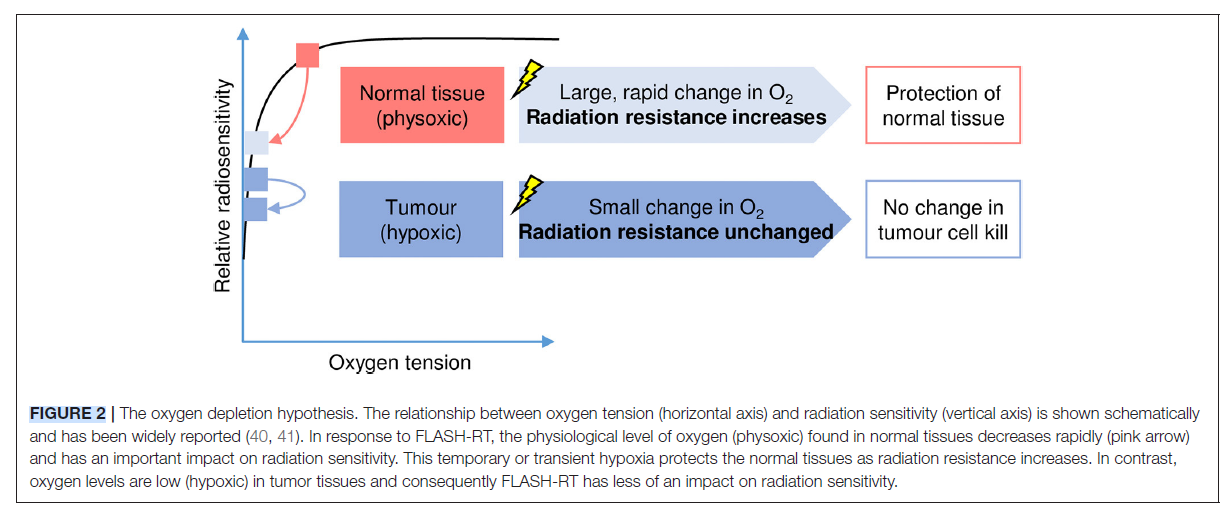 Relative radiosensitivity
Oxygen tension
Normal tissue
(physoxic)
Large, rapid change in O₂
Radiation resistance increases
Protection of
normal tissue
Tumour
(hypoxic)
Small change in O₂
Radiation resistance unchanged
No change in
tumour cell kill
FIGURE 2 | The oxygen depletion hypothesis. The relationship between oxygen tension (horizontal axis) and radiation sensitivity (vertical axis) is shown schematically
and has been widely reported (40, 41). In response to FLASH-RT, the physiological level of oxygen (physoxic) found in normal tissues decreases rapidly (pink arrow)
and has an important impact on radiation sensitivity. This temporary or transient hypoxia protects the normal tissues as radiation resistance increases. In contrast,
oxygen levels are low (hypoxic) in tumor tissues and consequently FLASH-RT has less of an impact on radiation sensitivity.